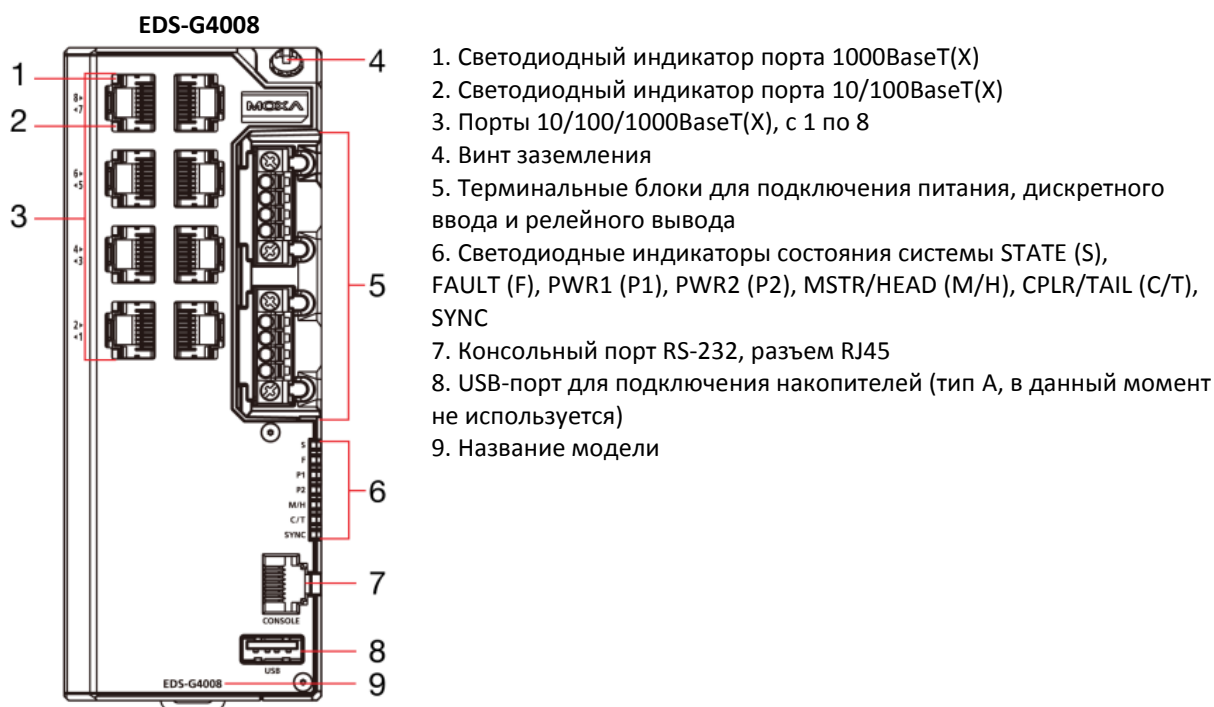 EDS-G4008
1
2
3
4
5
6
7
8
9
8▸
◂7
6▸
◂5
4▸
◂3
2▸
◂1
MOXA
S
F
P1
P2
M/H
C/T
SYNC
CONSOLE
USB
EDS-G4008
1. Светодиодный индикатор порта 1000BaseT(X)
2. Светодиодный индикатор порта 10/100BaseT(X)
3. Порты 10/100/1000BaseT(X), с 1 по 8
4. Винт заземления
5. Терминальные блоки для подключения питания, дискретного
ввода и релейного вывода
6. Светодиодные индикаторы состояния системы STATE (S),
FAULT (F), PWR1 (P1), PWR2 (P2), MSTR/HEAD (M/H), CPLR/TAIL (C/T),
SYNC
7. Консольный порт RS-232, разъем RJ45
8. USB-порт для подключения накопителей (тип А, в данный момент
не используется)
9. Название модели